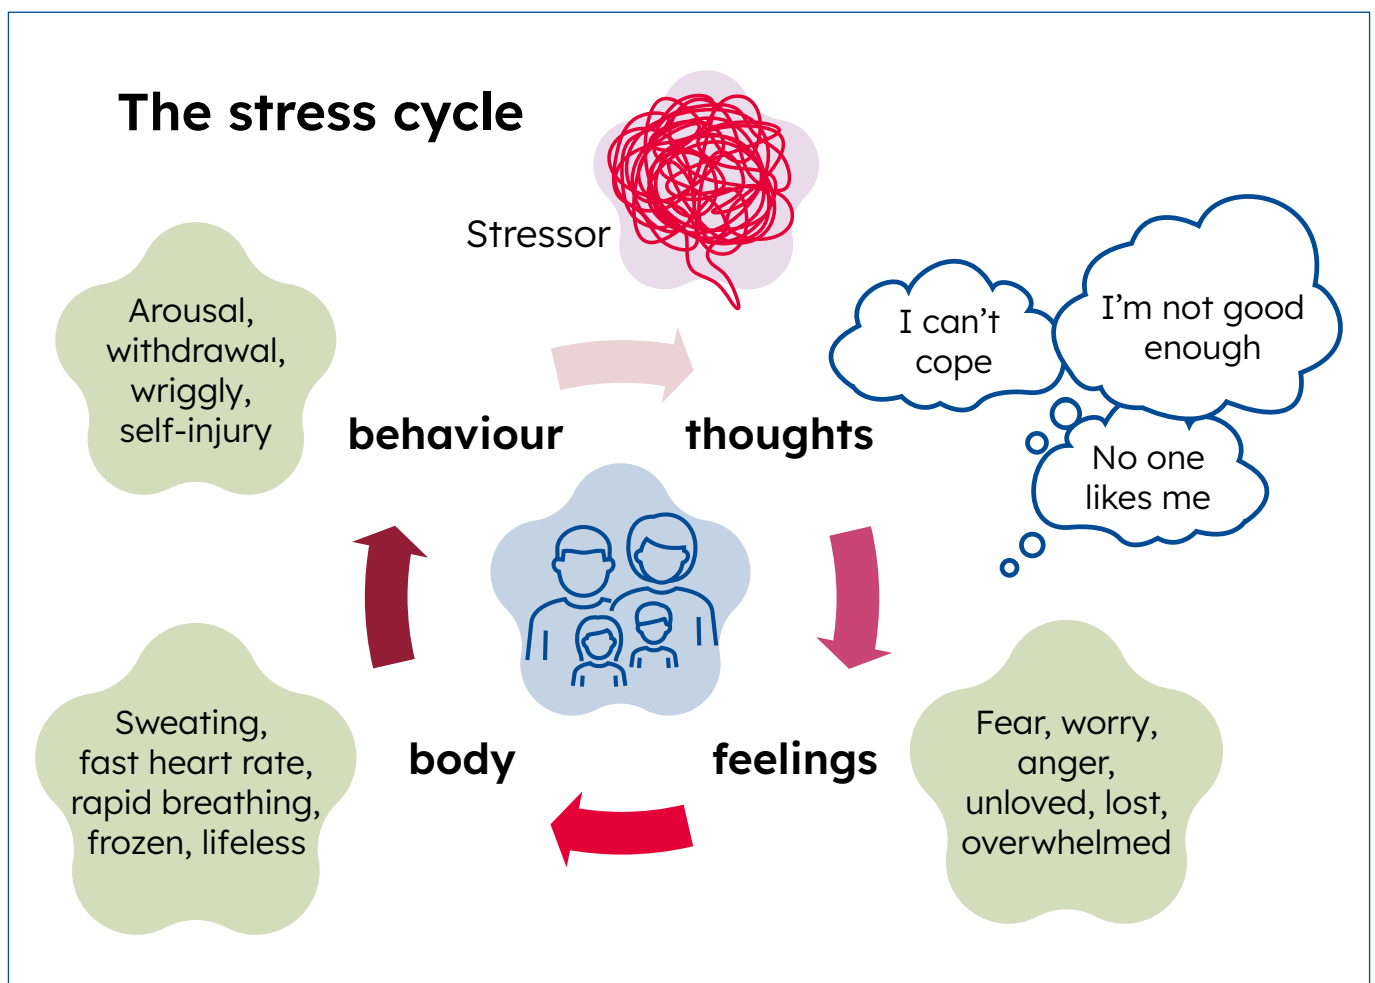 The stress cycle
Stressor
Arousal,
withdrawal,
wriggly,
self-injury
behaviour
thoughts
I can’t
cope
I’m not good
enough
No one
likes me
Sweating,
fast heart rate,
rapid breathing,
frozen, lifeless
body
feelings
Fear, worry,
anger,
unloved, lost,
overwhelmed